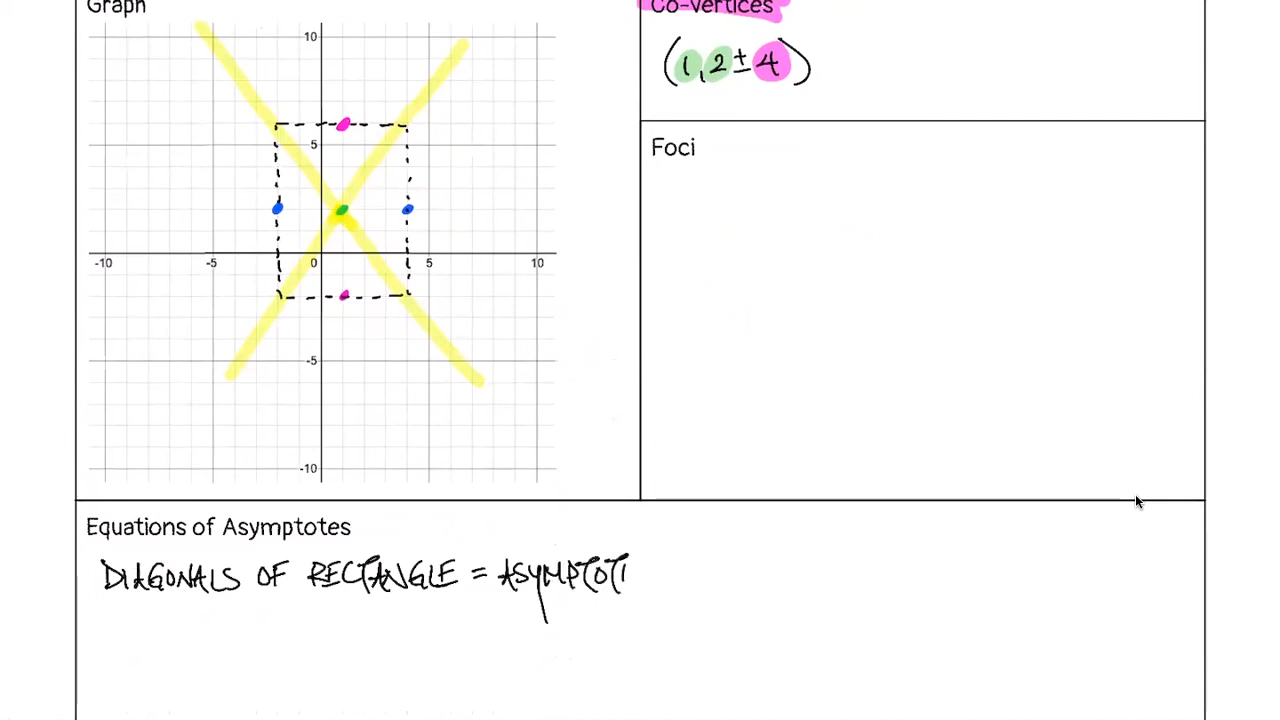 Graph
Co-vertices
(1, 2 ± 4)
Foci
10
5
-10
-5
0
5
10
-5
-10
Equations of Asymptotes
DIAGONALS OF RECTANGLE = ASYMPTOTI